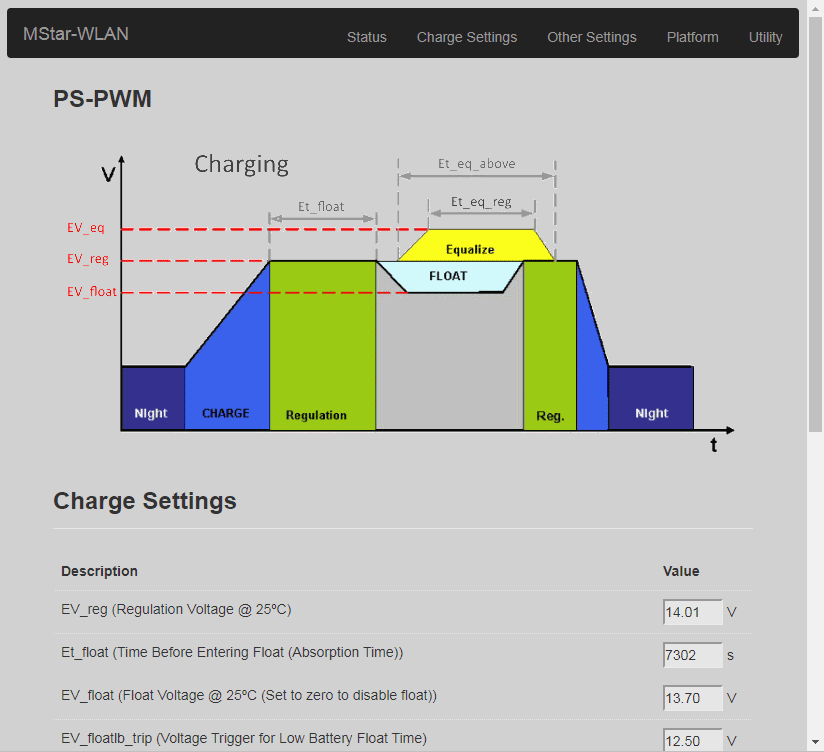 MStar-WLAN Status Charge Settings Other Settings Platform Utility
PS-PWM
V Charging Et_eq_above
Et_float Et_eq_reg
EV_eq
Equalize
EV_reg
FLOAT
EV_float
NIght CHARGE Regulation Reg. NIght
t
Charge Settings
Description Value
EV_reg (Regulation Voltage @ 25ºC) 14.01 V
Et_float (Time Before Entering Float (Absorption Time)) 7302 s
EV_float (Float Voltage @ 25ºC (Set to zero to disable float)) 13.70 V
EV_floatlb_trip (Voltage Trigger for Low Battery Float Time) 12.50 V